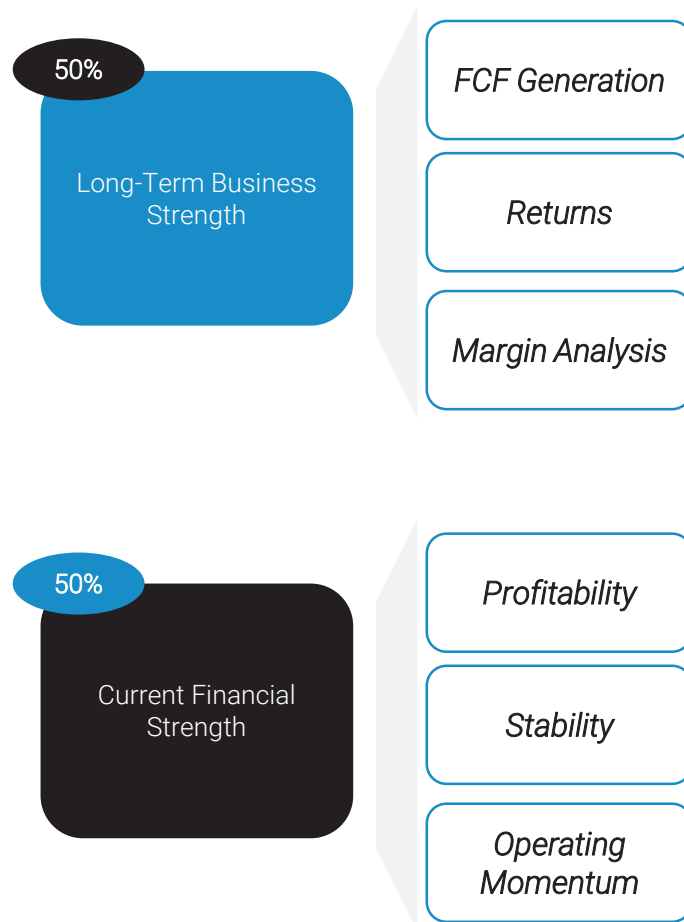 50%
Long-Term Business
Strength
FCF Generation
Returns
Margin Analysis
50%
Current Financial
Strength
Profitability
Stability
Operating
Momentum